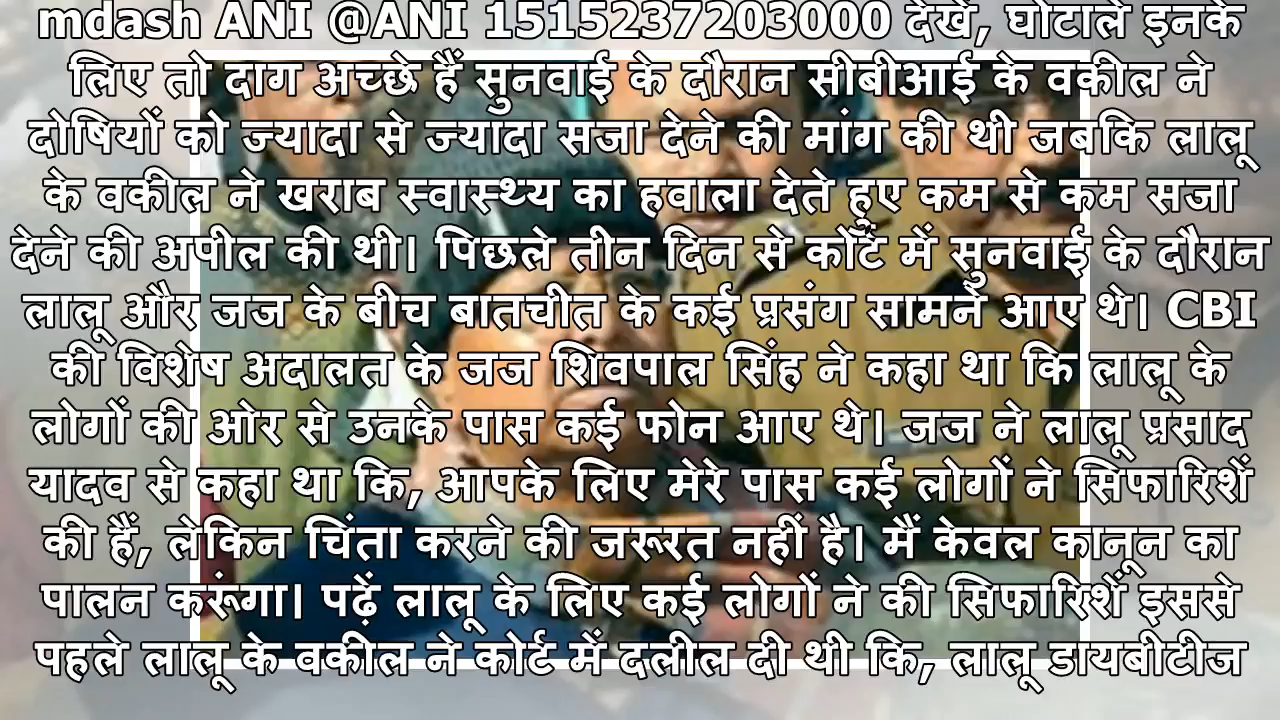 mdash ANI @ANI 1515237203000 देखें, घोटाले इनके
लिए तो दाग अच्छे हैं सुनवाई के दौरान सीबीआई के वकील ने
दोषियों को ज्यादा से ज्यादा सजा देने की मांग की थी जबकि लालू
के वकील ने खराब स्वास्थ्य का हवाला देते हुए कम से कम सजा
देने की अपील की थी। पिछले तीन दिन से कोर्ट में सुनवाई के दौरान
लालू और जज के बीच बातचीत के कई प्रसंग सामने आए थे। CBI
की विशेष अदालत के जज शिवपाल सिंह ने कहा था कि लालू के
लोगों की ओर से उनके पास कई फोन आए थे। जज ने लालू प्रसाद
यादव से कहा था कि, आपके लिए मेरे पास कई लोगों ने सिफारिशें
की हैं, लेकिन चिंता करने की जरूरत नहीं है। मैं केवल कानून का
पालन करूंगा। पढ़ें लालू के लिए कई लोगों ने की सिफारिशें इससे
पहले लालू के वकील ने कोर्ट में दलील दी थी कि, लालू डायबीटीज